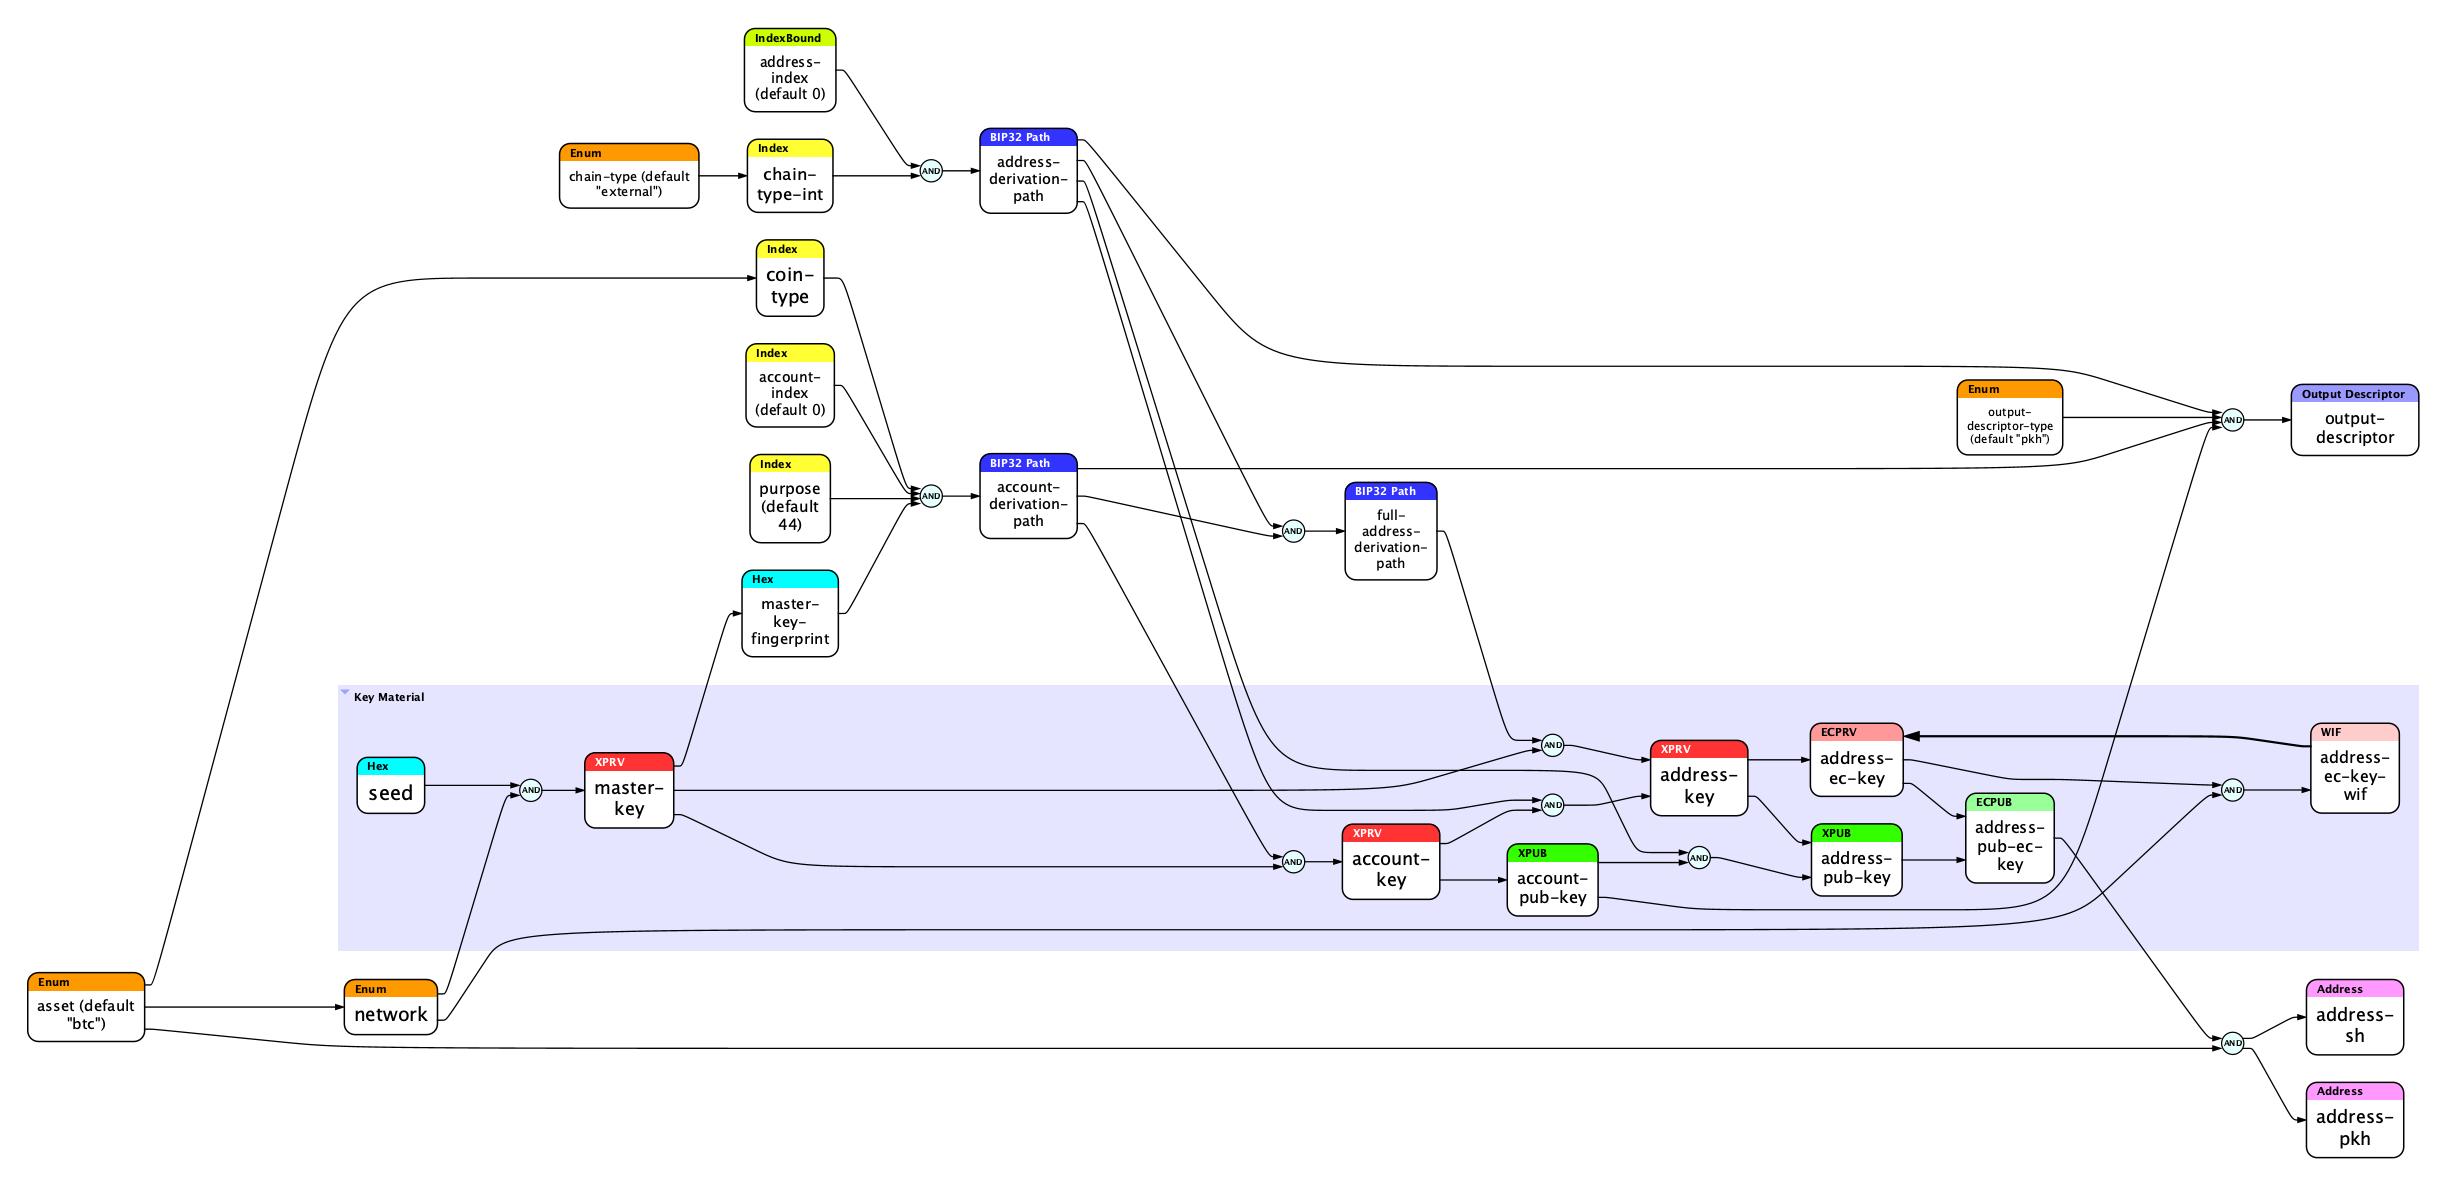 IndexBound
address-
index
(default 0)
Enum
chain-type (default
"external")
Index
chain-
type-int
AND
BIP32 Path
address-
derivation-
path
Index
coin-
type
Index
account-
index
(default 0)
Enum
output-
descriptor-type
(default "pkh")
AND
Output Descriptor
output-
descriptor
Index
purpose
(default
44)
AND
BIP32 Path
account-
derivation-
path
AND
BIP32 Path
full-
address-
derivation-
path
Hex
master-
key-
fingerprint
Key Material
Hex
seed
AND
XPRV
master-
key
AND
AND
AND
XPRV
account-
key
XPUB
account-
pub-key
XPRV
address-
key
AND
ECPRV
address-
ec-key
XPUB
address-
pub-key
ECPUB
address-
pub-ec-
key
AND
WIF
address-
ec-key-
wif
Enum
asset (default
"btc")
Enum
network
AND
Address
address-
sh
Address
address-
pkh